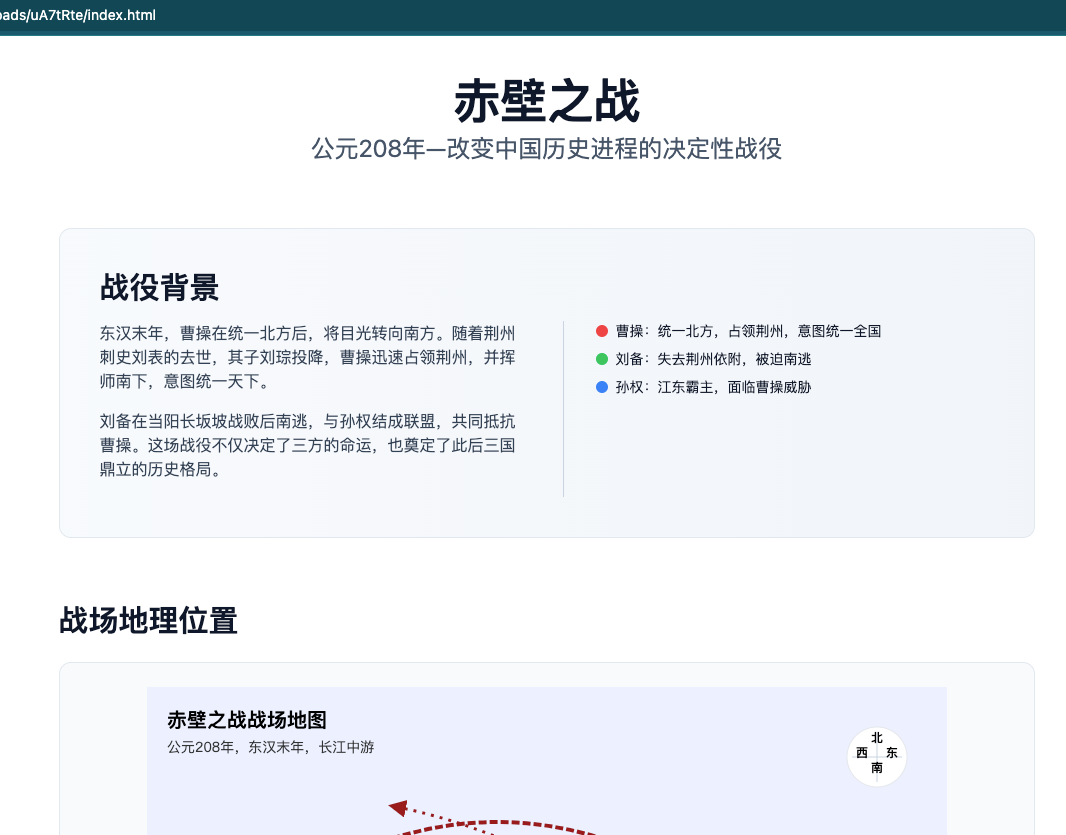 ads/uA7tRte/index.html
赤壁之战
公元208年—改变中国历史进程的决定性战役
战役背景
东汉末年，曹操在统一北方后，将目光转向南方。随着荆州
刺史刘表的去世，其子刘琮投降，曹操迅速占领荆州，并挥
师南下，意图统一天下。
刘备在当阳长坂坡战败后南逃，与孙权结成联盟，共同抵抗
曹操。这场战役不仅决定了三方的命运，也奠定了此后三国
鼎立的历史格局。
曹操：统一北方，占领荆州，意图统一全国
刘备：失去荆州依附，被迫南逃
孙权：江东霸主，面临曹操威胁
战场地理位置
赤壁之战战场地图
公元208年，东汉末年，长江中游
北
西 东
南